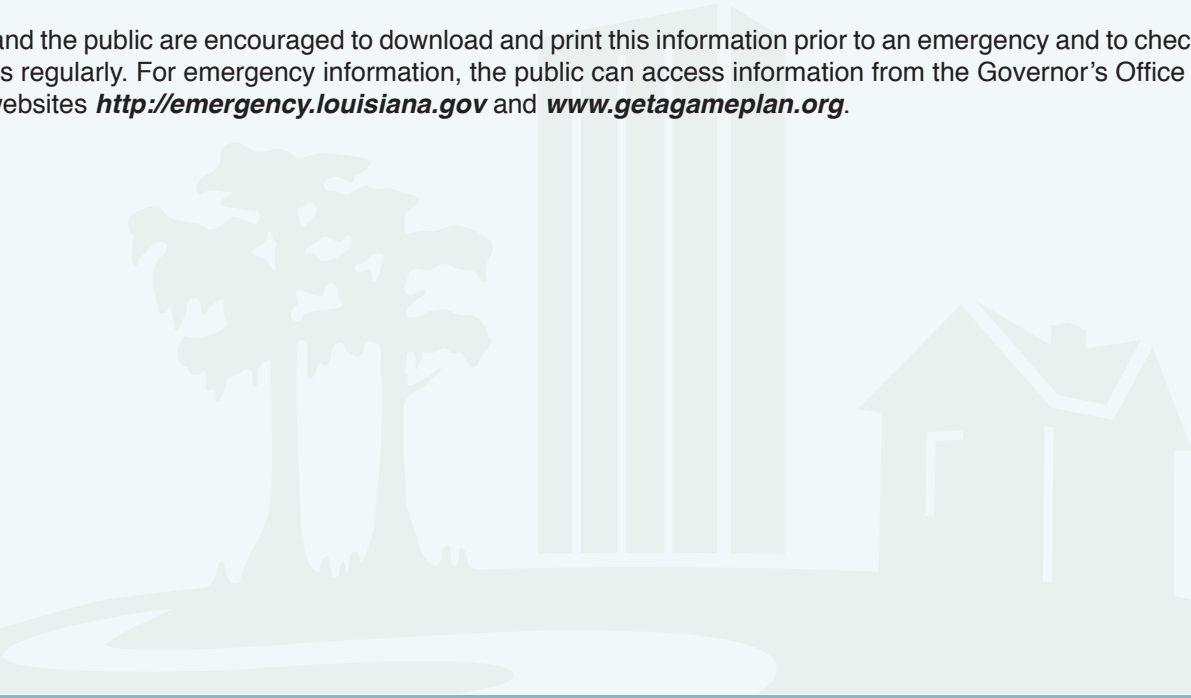 and the public are encouraged to download and print this information prior to an emergency and to chec
s regularly. For emergency information, the public can access information from the Governor’s Office
websites http://emergency.louisiana.gov and www.getagameplan.org.